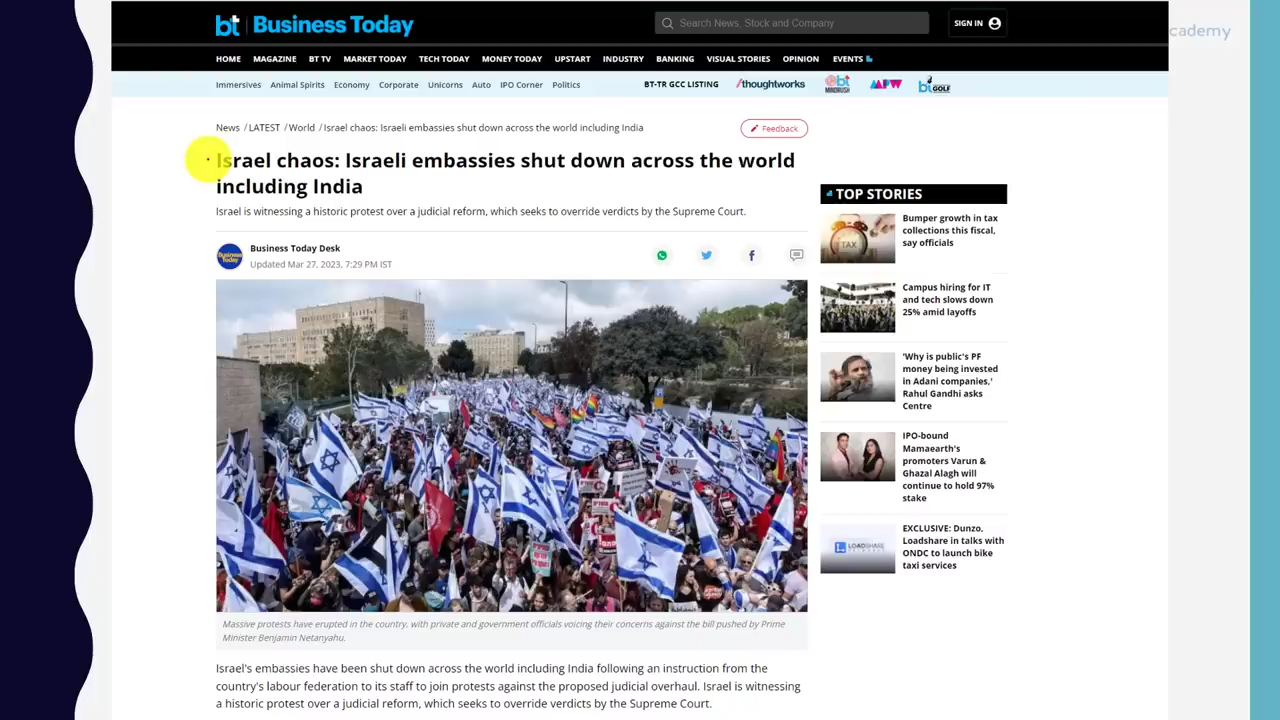 bt Business Today
Search News, Stock and Company
SIGN IN
cademy
HOME MAGAZINE BT TV MARKET TODAY TECH TODAY MONEY TODAY UPSTART INDUSTRY BANKING VISUAL STORIES OPINION EVENTS
Immersives Animal Spirits Economy Corporate Unicorns Auto IPO Corner Politics BT-TR GCC LISTING /thoughtworks bt MINDRUSH MPW bt GOLF
News / LATEST / World / Israel chaos: Israeli embassies shut down across the world including India
Feedback
Israel chaos: Israeli embassies shut down across the world
including India
Israel is witnessing a historic protest over a judicial reform, which seeks to override verdicts by the Supreme Court.
Business Today
Business Today Desk
Updated Mar 27, 2023, 7:29 PM IST
Massive protests have erupted in the country, with private and government officials voicing their concerns against the bill pushed by Prime
Minister Benjamin Netanyahu.
Israel's embassies have been shut down across the world including India following an instruction from the
country's labour federation to its staff to join protests against the proposed judicial overhaul. Israel is witnessing
a historic protest over a judicial reform, which seeks to override verdicts by the Supreme Court.
TOP STORIES
TAX
Bumper growth in tax
collections this fiscal,
say officials
Campus hiring for IT
and tech slows down
25% amid layoffs
'Why is public's PF
money being invested
in Adani companies,'
Rahul Gandhi asks
Centre
IPO-bound
Mamaearth's
promoters Varun &
Ghazal Alagh will
continue to hold 97%
stake
LOADSHARE
EXCLUSIVE: Dunzo,
Loadshare in talks with
ONDC to launch bike
taxi services